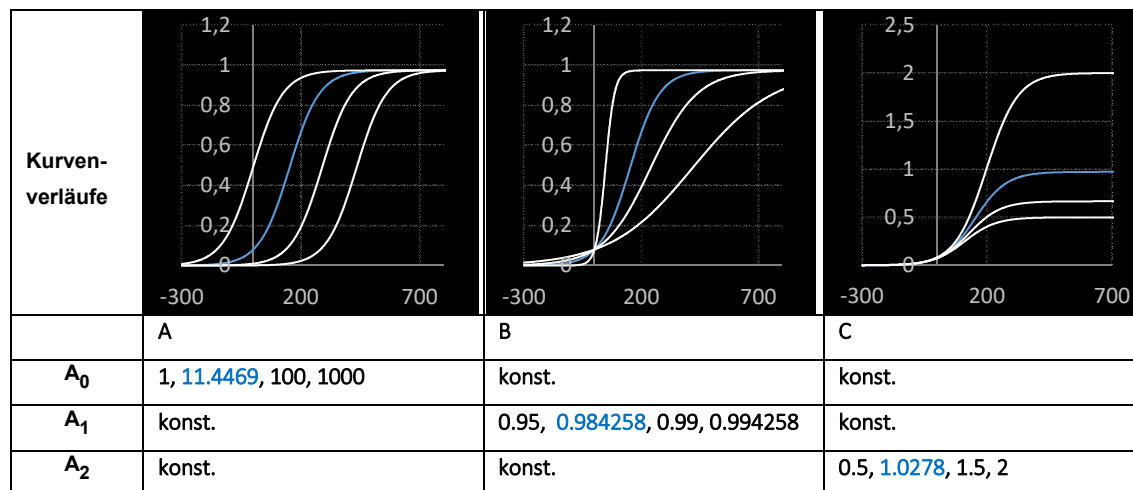 Kurven-
verläufe
1,2
1
0,8
0,6
0,4
0,2
0
-300 200 700
1,2
1
0,8
0,6
0,4
0,2
0
-300 200 700
2,5
2
1,5
1
0,5
0
-300 200 700
A B C
A0 1, 11.4469, 100, 1000 konst. konst.
A1 konst. 0.95, 0.984258, 0.99, 0.994258 konst.
A2 konst. konst. 0.5, 1.0278, 1.5, 2